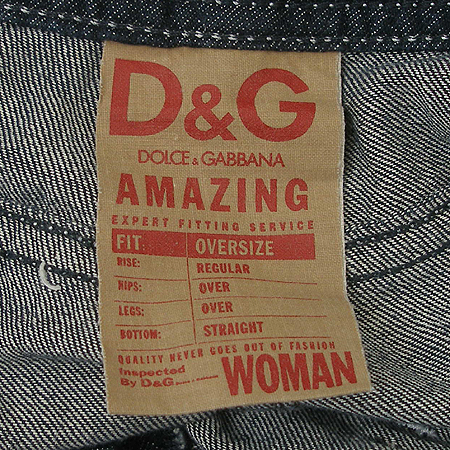 D&G
DOLCE & GABBANA
AMAZING
EXPERT FITTING SERVICE
FIT: OVERSIZE
RISE: REGULAR
HIPS: OVER
LEGS: OVER
BOTTOM: STRAIGHT
QUALITY NEVER GOES OUT OF FASHION
Inspected
By D&G
WOMAN